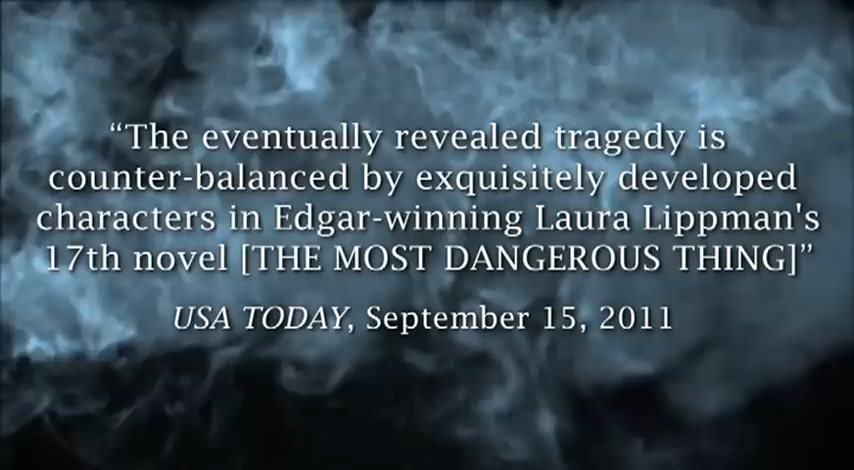 “The eventually revealed tragedy is
counter-balanced by exquisitely developed
characters in Edgar-winning Laura Lippman's
17th novel [THE MOST DANGEROUS THING]”
USA TODAY, September 15, 2011